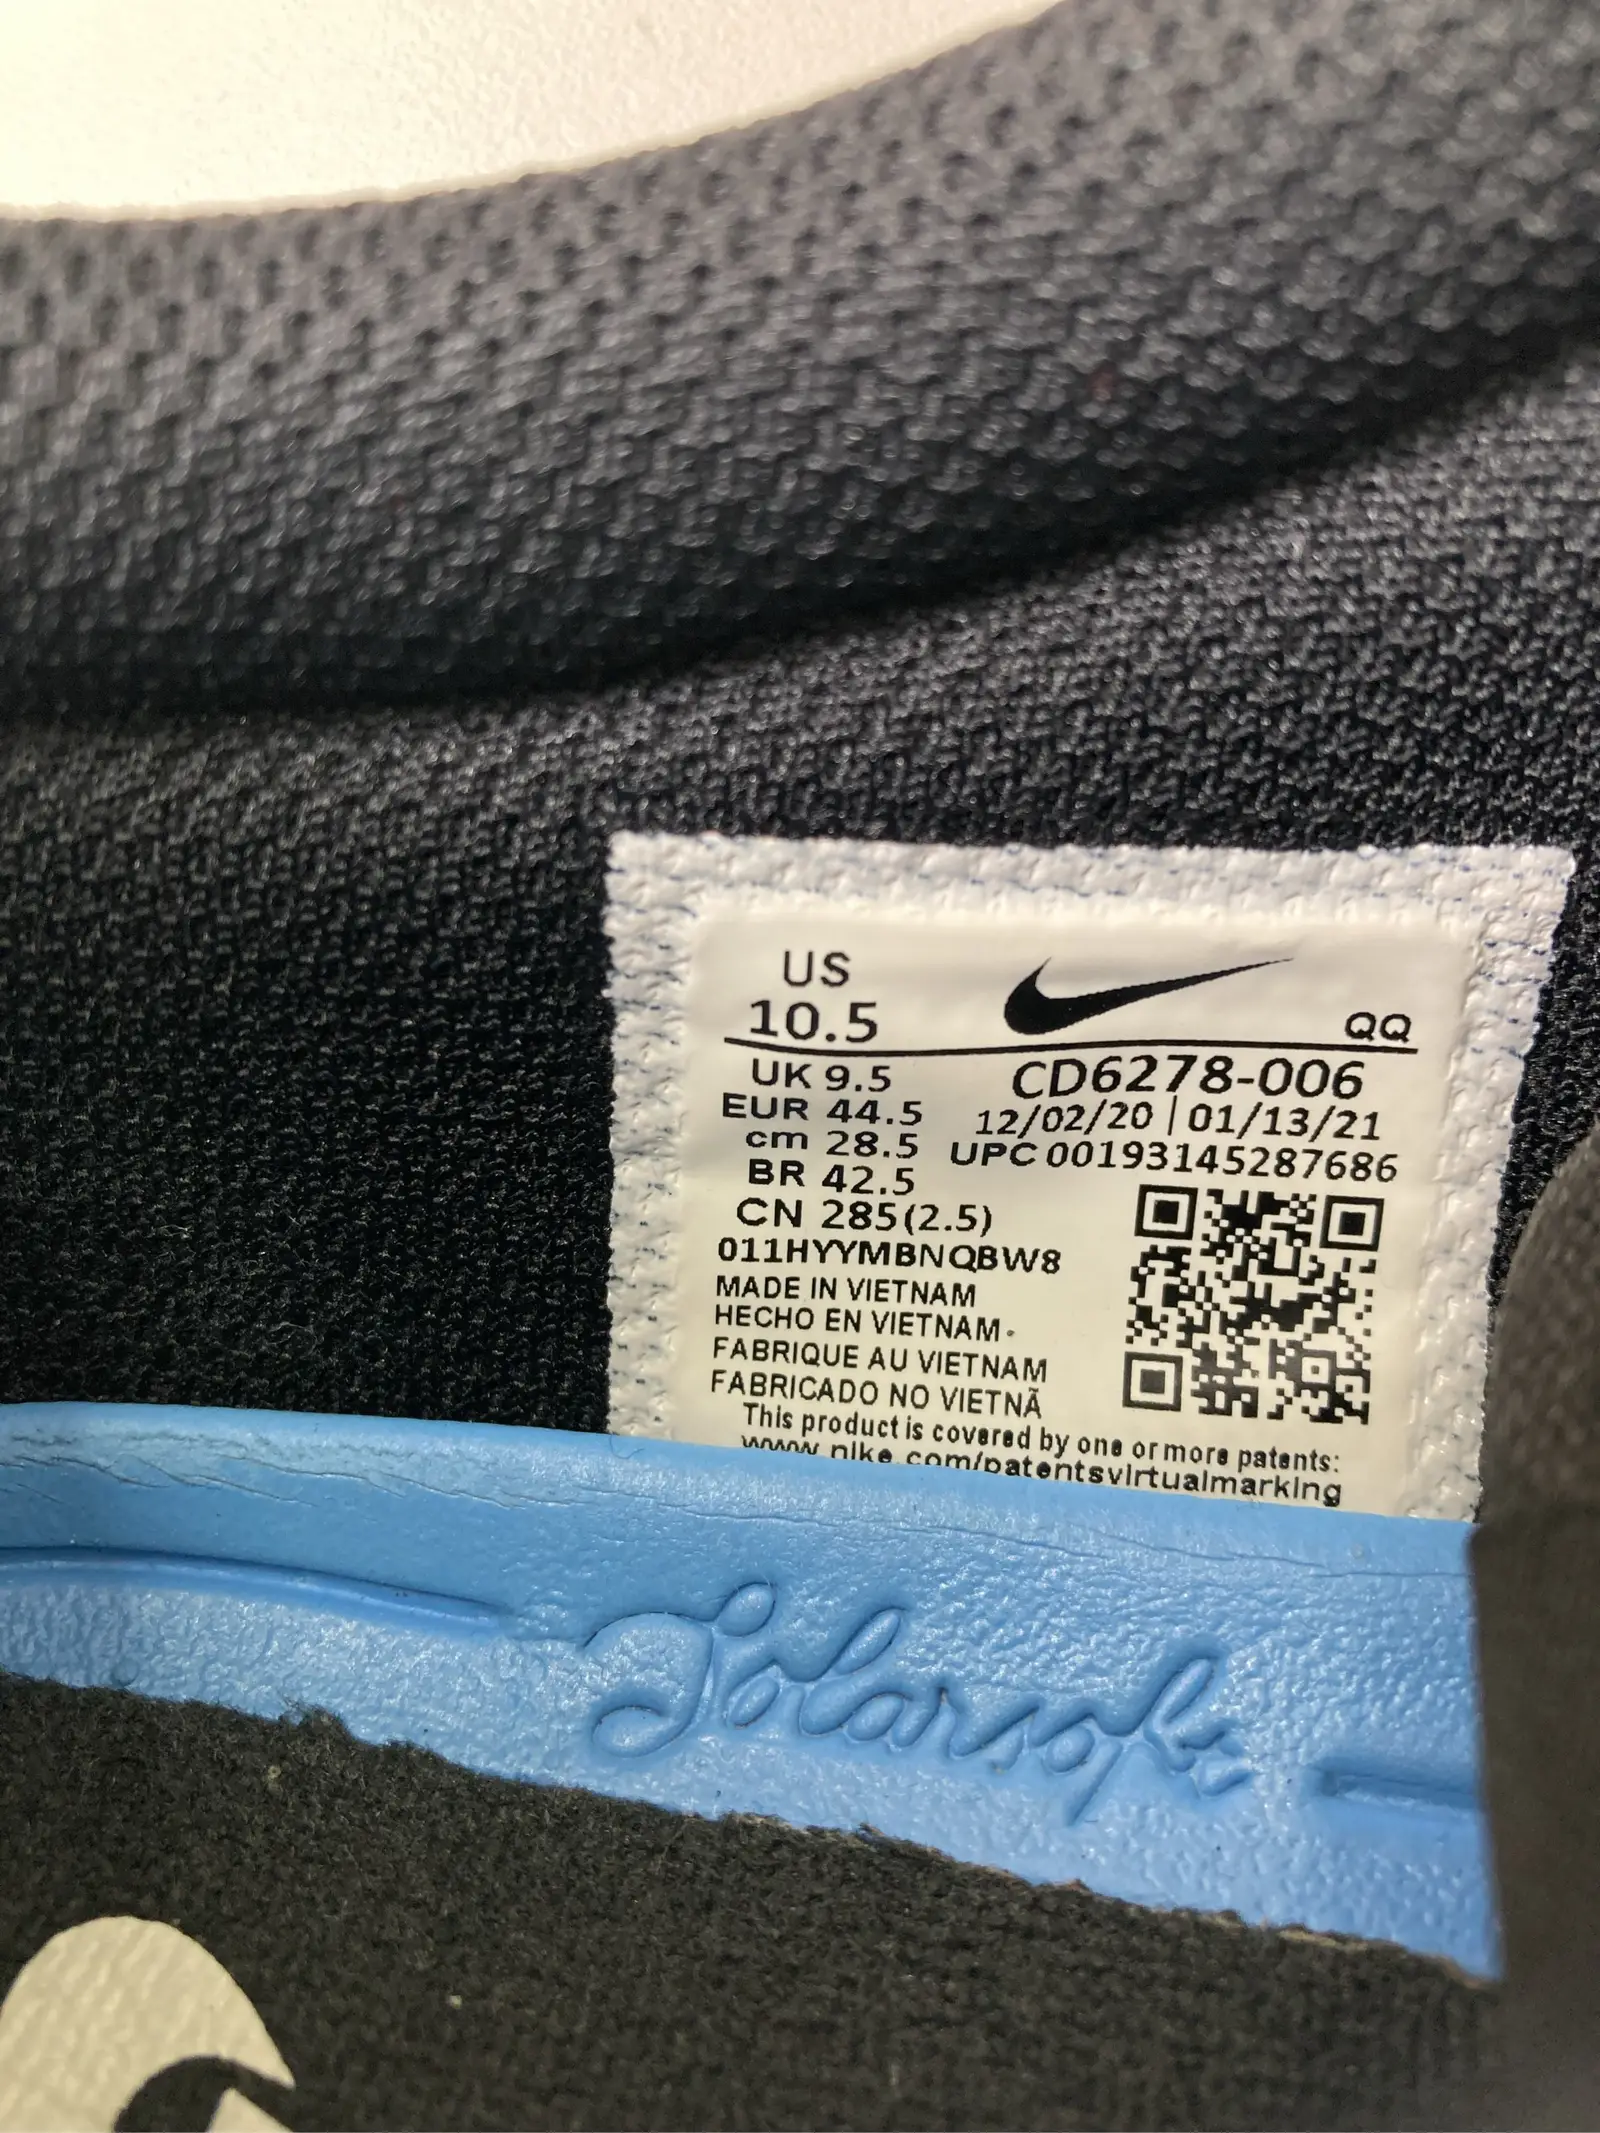 US
10.5
QQ
UK 9.5
CD6278-006
EUR 44.5
12/02/20 | 01/13/21
cm 28.5
UPC 00193145287686
BR 42.5
CN 285(2.5)
011HYYMBNQBW8
MADE IN VIETNAM
HECHO EN VIETNAM
FABRIQUE AU VIETNAM
FABRICADO NO VIETNÃ
This product is covered by one or more patents:
www.nike.com/patentsvirtualmarking
Solarsoft